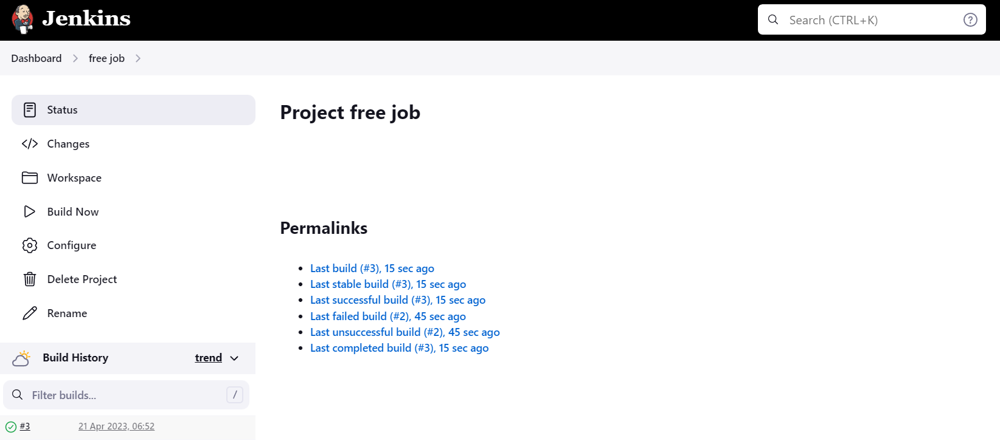 Jenkins
Search (CTRL+K)
?
Dashboard
free job
Status
Changes
Workspace
Build Now
Configure
Delete Project
Rename
Build History
trend
Filter builds...
/
#3
21 Apr 2023, 06:52
Project free job
Permalinks
Last build (#3), 15 sec ago
Last stable build (#3), 15 sec ago
Last successful build (#3), 15 sec ago
Last failed build (#2), 45 sec ago
Last unsuccessful build (#2), 45 sec ago
Last completed build (#3), 15 sec ago